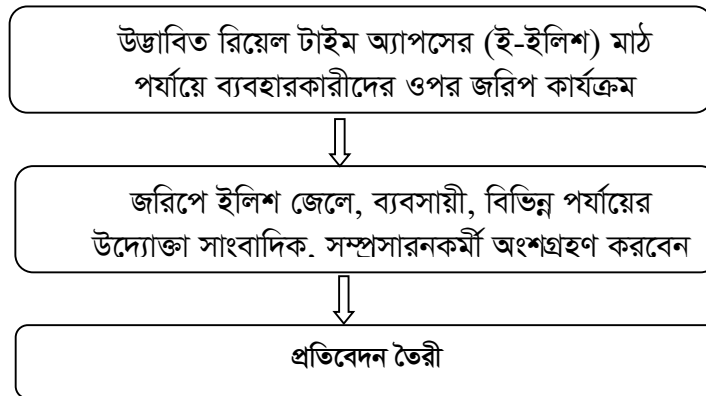 উদ্ভাবিত রিয়েল টাইম অ্যাপসের (ই-ইলিশ) মাঠ
পর্যায়ে ব্যবহারকারীদের ওপর জরিপ কার্যক্রম
জরিপে ইলিশ জেলে, ব্যবসায়ী, বিভিন্ন পর্যায়ের
উদ্যোক্তা সাংবাদিক, সম্প্রসারনকর্মী অংশগ্রহণ করবেন
প্রতিবেদন তৈরী